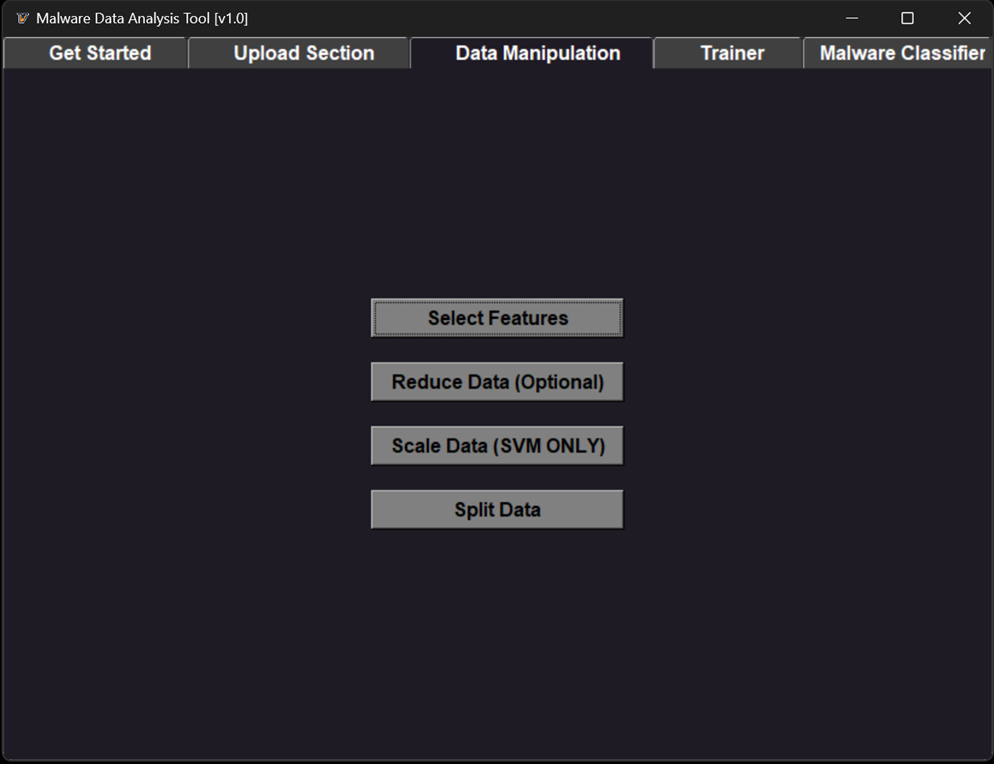 Malware Data Analysis Tool [v1.0]
Get Started Upload Section Data Manipulation Trainer Malware Classifier
Select Features
Reduce Data (Optional)
Scale Data (SVM ONLY)
Split Data